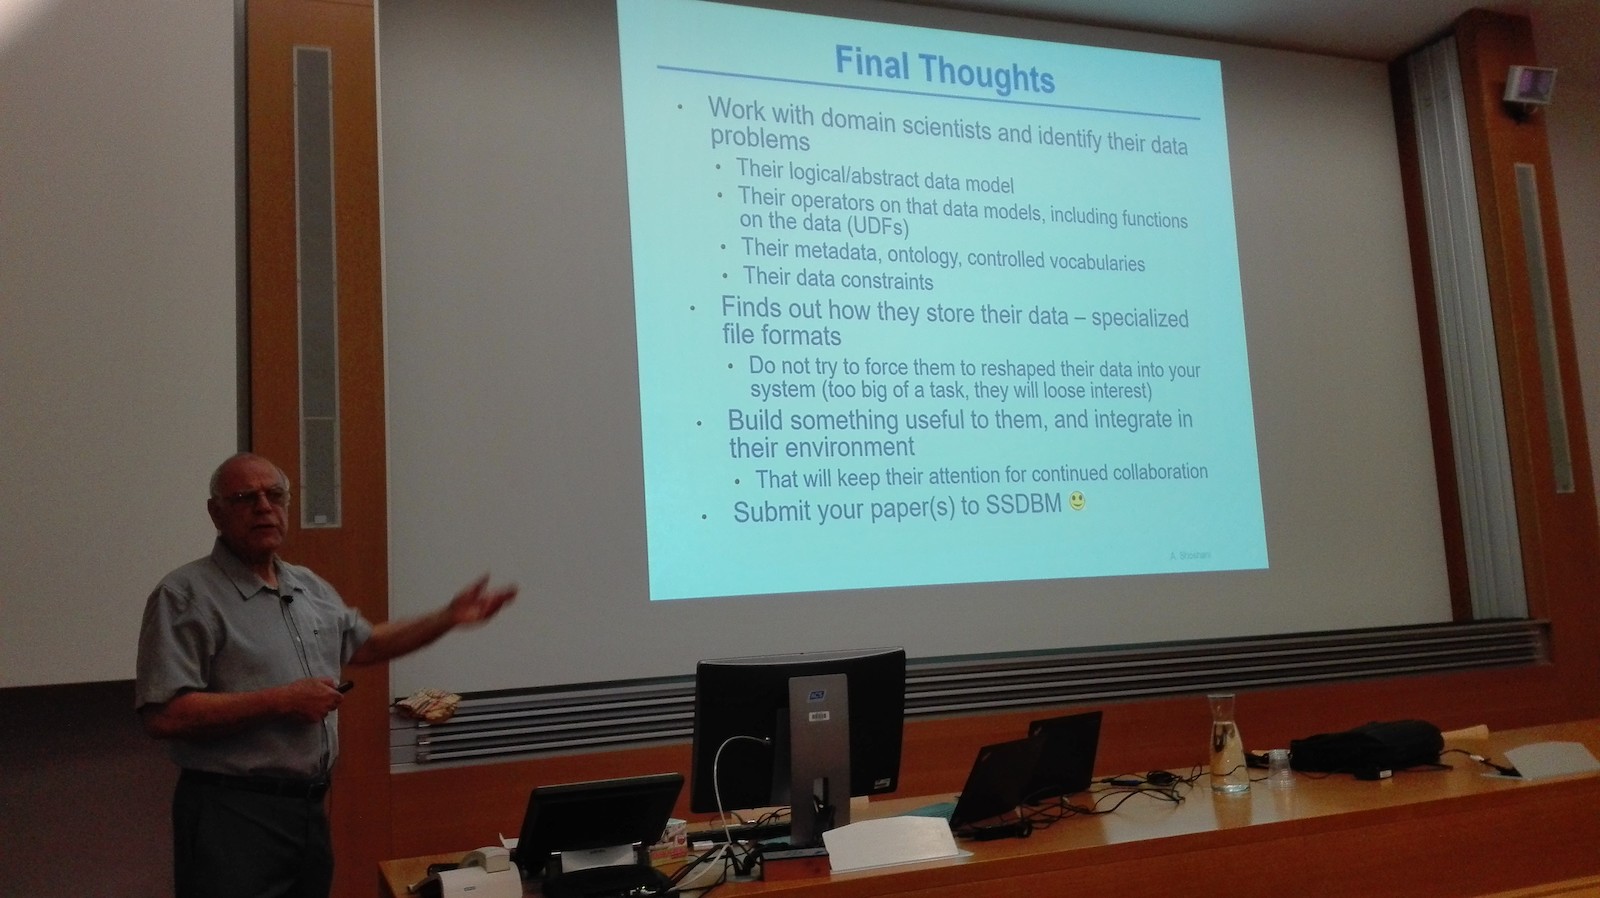 Final Thoughts
• Work with domain scientists and identify their data
problems
• Their logical/abstract data model
• Their operators on that data models, including functions
on the data (UDFs)
• Their metadata, ontology, controlled vocabularies
• Their data constraints
• Finds out how they store their data – specialized
file formats
• Do not try to force them to reshaped their data into your
system (too big of a task, they will loose interest)
• Build something useful to them, and integrate in
their environment
• That will keep their attention for continued collaboration
• Submit your paper(s) to SSDBM
A. Shoshani